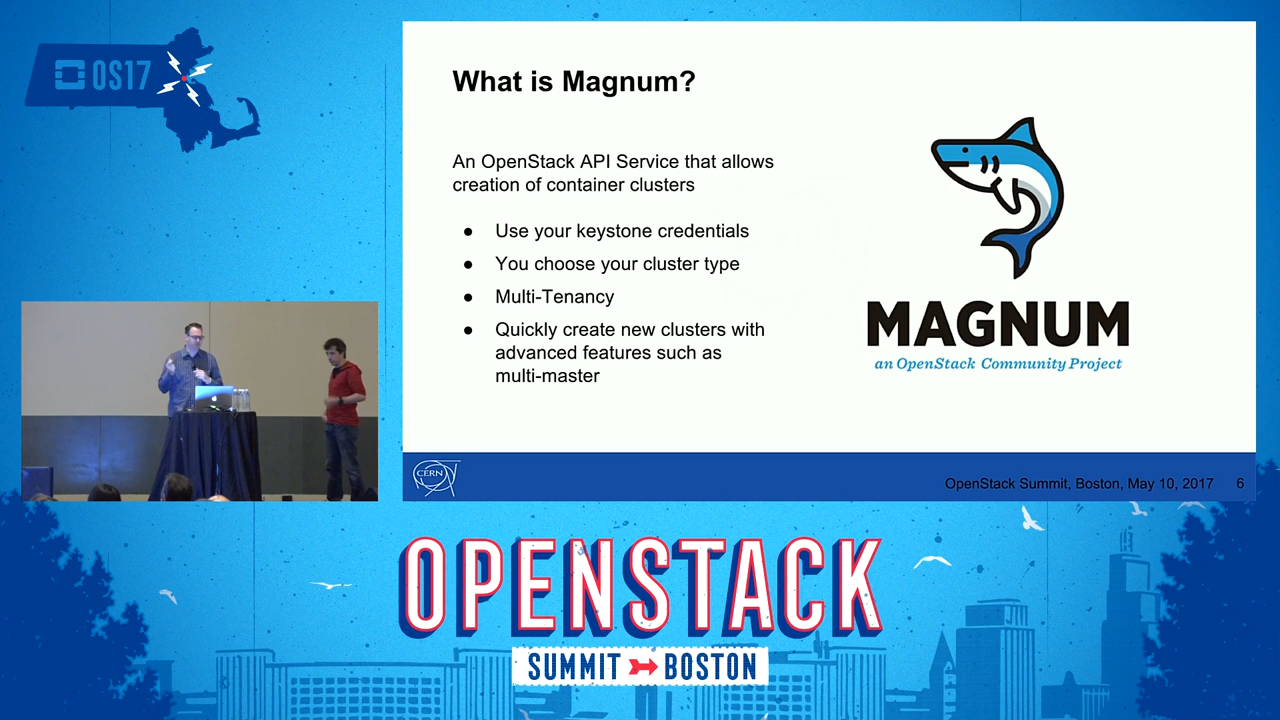 OS17
What is Magnum?
An OpenStack API Service that allows
creation of container clusters
● Use your keystone credentials
● You choose your cluster type
● Multi-Tenancy
● Quickly create new clusters with
advanced features such as
multi-master
MAGNUM
an OpenStack Community Project
CERN
OpenStack Summit, Boston, May 10, 2017 6
OPENSTACK
SUMMIT BOSTON